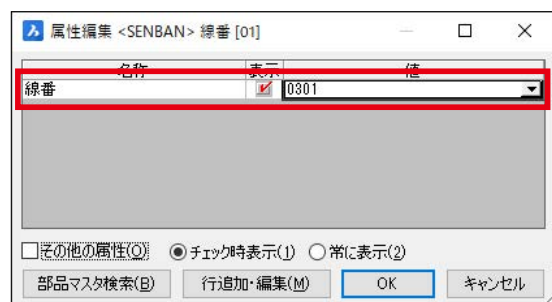 属性編集 <SENBAN> 線番 [01]
名称 表示 値
線番 0301
その他の属性(O) チェック時表示(1) 常に表示(2)
部品マスタ検索(B) 行追加・編集(M) OK キャンセル